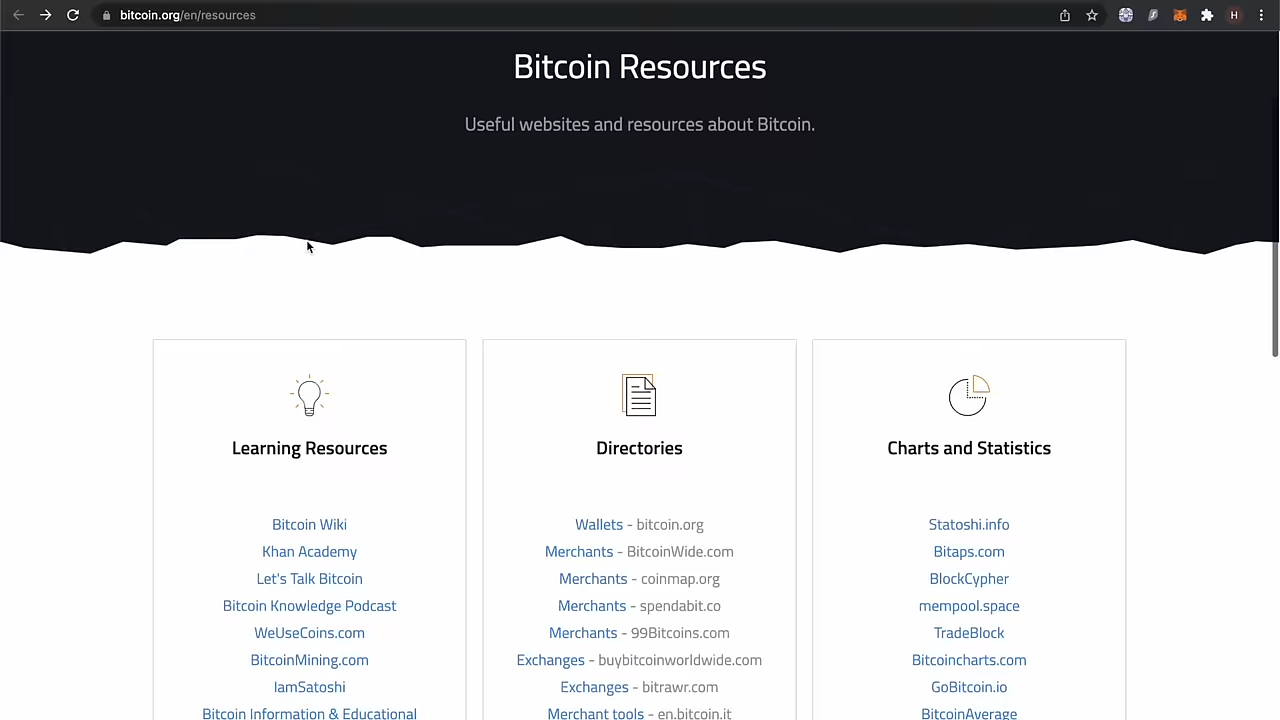 bitcoin.org/en/resources
H
Bitcoin Resources
Useful websites and resources about Bitcoin.
Learning Resources
Bitcoin Wiki
Khan Academy
Let's Talk Bitcoin
Bitcoin Knowledge Podcast
WeUseCoins.com
BitcoinMining.com
IamSatoshi
Bitcoin Information & Educational
Directories
Wallets - bitcoin.org
Merchants - BitcoinWide.com
Merchants - coinmap.org
Merchants - spendabit.co
Merchants - 99Bitcoins.com
Exchanges - buybitcoinworldwide.com
Exchanges - bitrawr.com
Merchant tools - en.bitcoin.it
Charts and Statistics
Statoshi.info
Bitaps.com
BlockCypher
mempool.space
TradeBlock
Bitcoincharts.com
GoBitcoin.io
BitcoinAverage